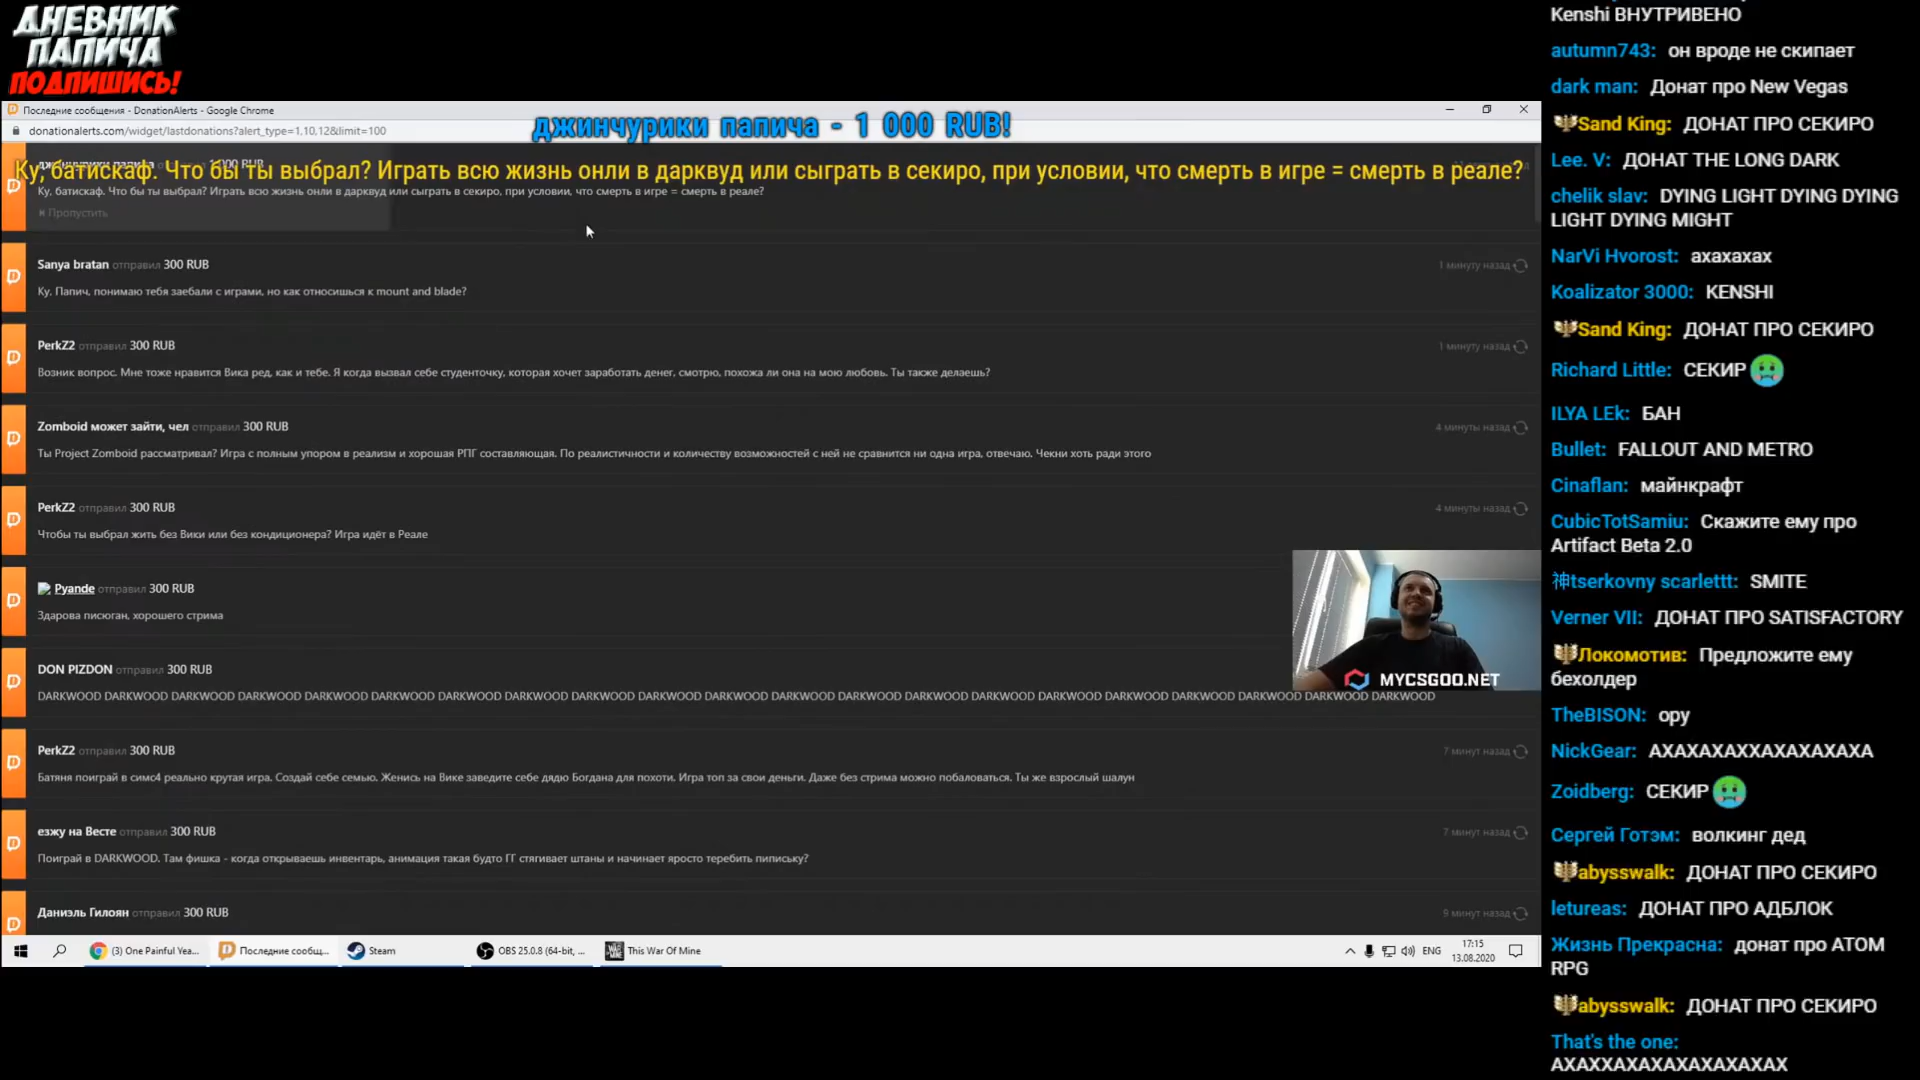 ДНЕВНИК
ПАПИЧА
ПОДПИШИСЬ!
Последние сообщения - DonationAlerts - Google Chrome
donationalerts.com/widget/lastdonations?alert_type=1,10,12&limit=100
джинчурики папича - 1 000 RUB!
Ку, батискаф. Что бы ты выбрал? Играть всю жизнь онли в дарквуд или сыграть в секиро, при условии, что смерть в игре = смерть в реале?
Ку, батискаф. Что бы ты выбрал? Играть всю жизнь онли в дарквуд или сыграть в секиро, при условии, что смерть в игре = смерть в реале?
Пропустить
Sanya bratan отправил 300 RUB
1 минуту назад
Ку. Папич, понимаю тебя заебали с играми, но как относишься к mount and blade?
PerkZ2 отправил 300 RUB
1 минуту назад
Возник вопрос. Мне тоже нравится Вика ред, как и тебе. Я когда вызвал себе студенточку, которая хочет заработать денег, смотрю, похожа ли она на мою любовь. Ты также делаешь?
Zomboid может зайти, чел отправил 300 RUB
4 минуты назад
Ты Project Zomboid рассматривал? Игра с полным упором в реализм и хорошая РПГ составляющая. По реалистичности и количеству возможностей с ней не сравнится ни одна игра, отвечаю. Чекни хоть ради этого
PerkZ2 отправил 300 RUB
4 минуты назад
Чтобы ты выбрал жить без Вики или без кондиционера? Игра идёт в Реале
Pyande отправил 300 RUB
Здарова писюган, хорошего стрима
DON PIZDON отправил 300 RUB
DARKWOOD DARKWOOD DARKWOOD DARKWOOD DARKWOOD DARKWOOD DARKWOOD DARKWOOD DARKWOOD DARKWOOD DARKWOOD DARKWOOD DARKWOOD DARKWOOD DARKWOOD DARKWOOD DARKWOOD DARKWOOD DARKWOOD DARKWOOD DARKWOOD
MYCSGOO.NET
PerkZ2 отправил 300 RUB
7 минут назад
Батяня поиграй в симс4 реально крутая игра. Создай себе семью. Женись на Вике заведите себе дядю Богдана для похоти. Игра топ за свои деньги. Даже без стрима можно побаловаться. Ты же взрослый шалун
езжу на Весте отправил 300 RUB
7 минут назад
Поиграй в DARKWOOD. Там фишка - когда открываешь инвентарь, анимация такая будто ГГ стягивает штаны и начинает яростно теребить пипиську?
Даниэль Гилоян отправил 300 RUB
9 минут назад
(3) One Painful Yea...
Последние сообщ...
Steam
OBS 25.0.8 (64-bit, ...
This War Of Mine
ENG
17:15
13.08.2020
Kenshi ВНУТРИВЕНО
autumn743: он вроде не скипает
dark man: Донат про New Vegas
Sand King: ДОНАТ ПРО СЕКИРО
Lee. V: ДОНАТ THE LONG DARK
chelik slav: DYING LIGHT DYING DYING
LIGHT DYING MIGHT
NarVi Hvorost: ахахахах
Koalizator 3000: KENSHI
Sand King: ДОНАТ ПРО СЕКИРО
Richard Little: СЕКИР
ILYA LEk: БАН
Bullet: FALLOUT AND METRO
Cinaflan: майнкрафт
CubicTotSamiu: Скажите ему про
Artifact Beta 2.0
神tserkovny scarlettt: SMITE
Verner VII: ДОНАТ ПРО SATISFACTORY
Локомотив: Предложите ему
бехолдер
TheBISON: ору
NickGear: АХАХАХАХХАХАХАХАХА
Zoidberg: СЕКИР
Сергей Готэм: волкинг дед
abysswalk: ДОНАТ ПРО СЕКИРО
letureas: ДОНАТ ПРО АДБЛОК
Жизнь Прекрасна: донат про ATOM
RPG
abysswalk: ДОНАТ ПРО СЕКИРО
That's the one:
АХАХХАХАХАХАХАХАХАХ